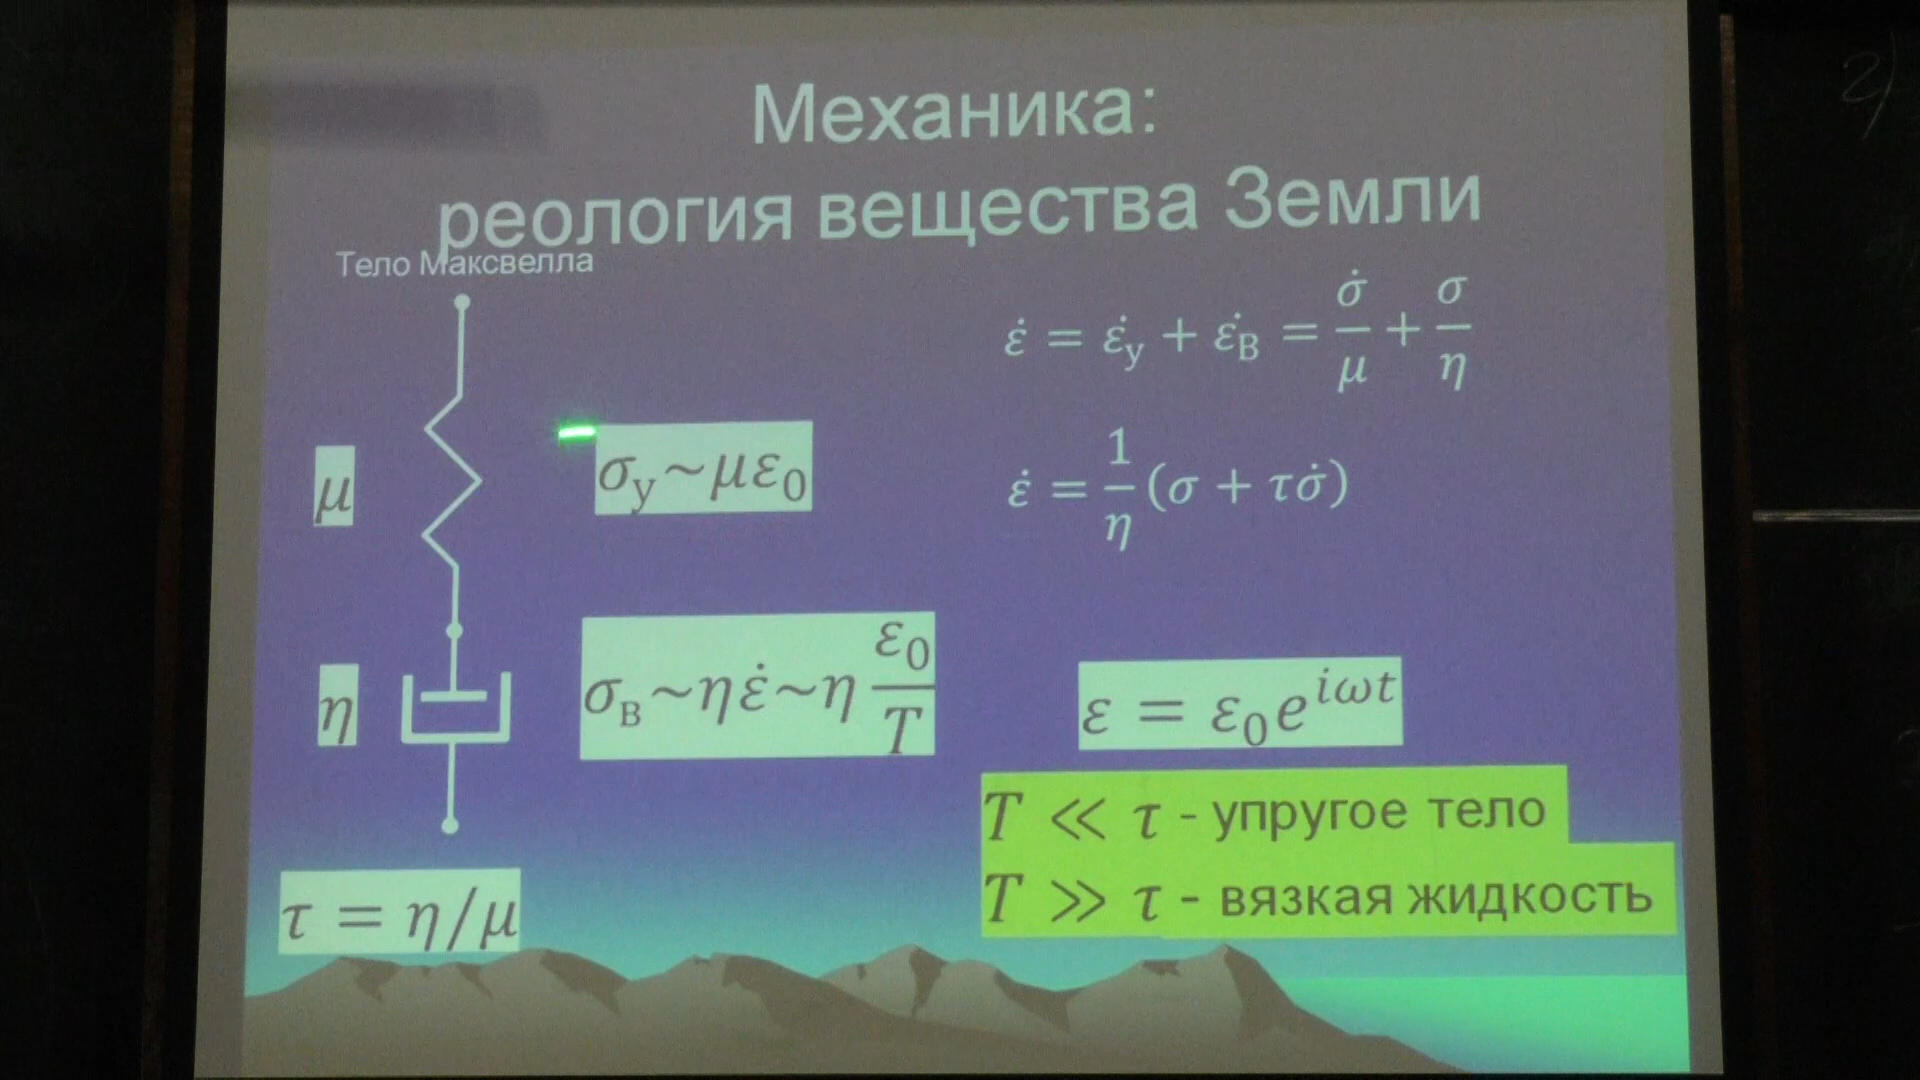 Механика:
реология вещества Земли
Тело Максвелла
ε̇ = ε̇у + ε̇В = σ̇/μ + σ/η
μ
σу~με₀
ε̇ = 1/η (σ + τσ̇)
η
σв~ηε̇~η ε₀/T
ε = ε₀e^{iωt}
T ≪ τ - упругое тело
T ≫ τ - вязкая жидкость
τ = η/μ
2)